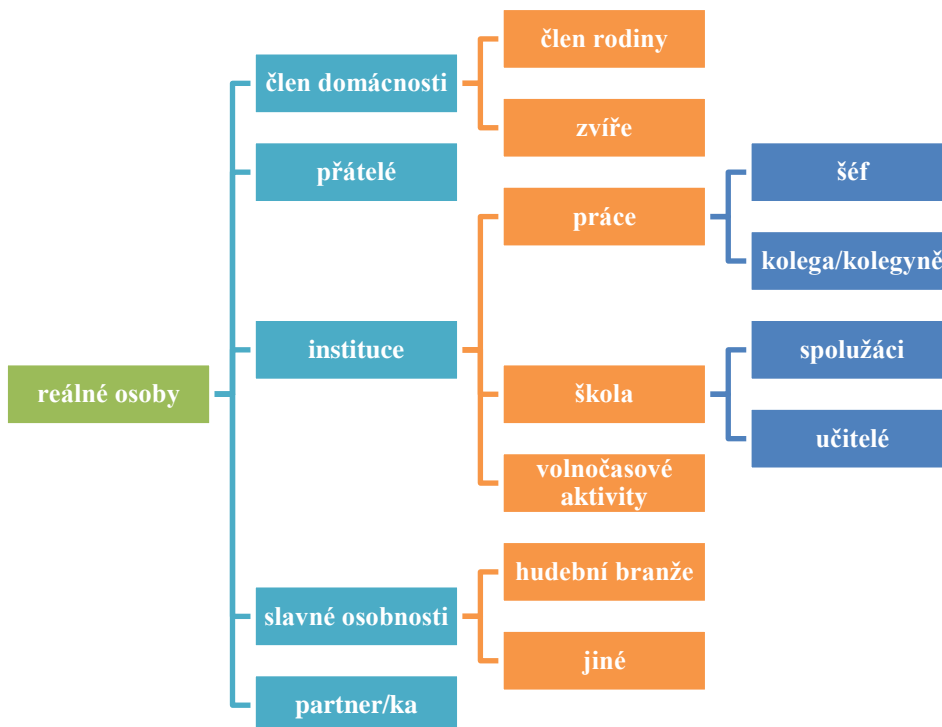 člen rodiny
člen domácnosti
zvíře
přátelé
šéf
práce
kolega/kolegyně
instituce
spolužáci
reálné osoby
škola
učitelé
volnočasové
aktivity
hudební branže
slavné osobnosti
jiné
partner/ka